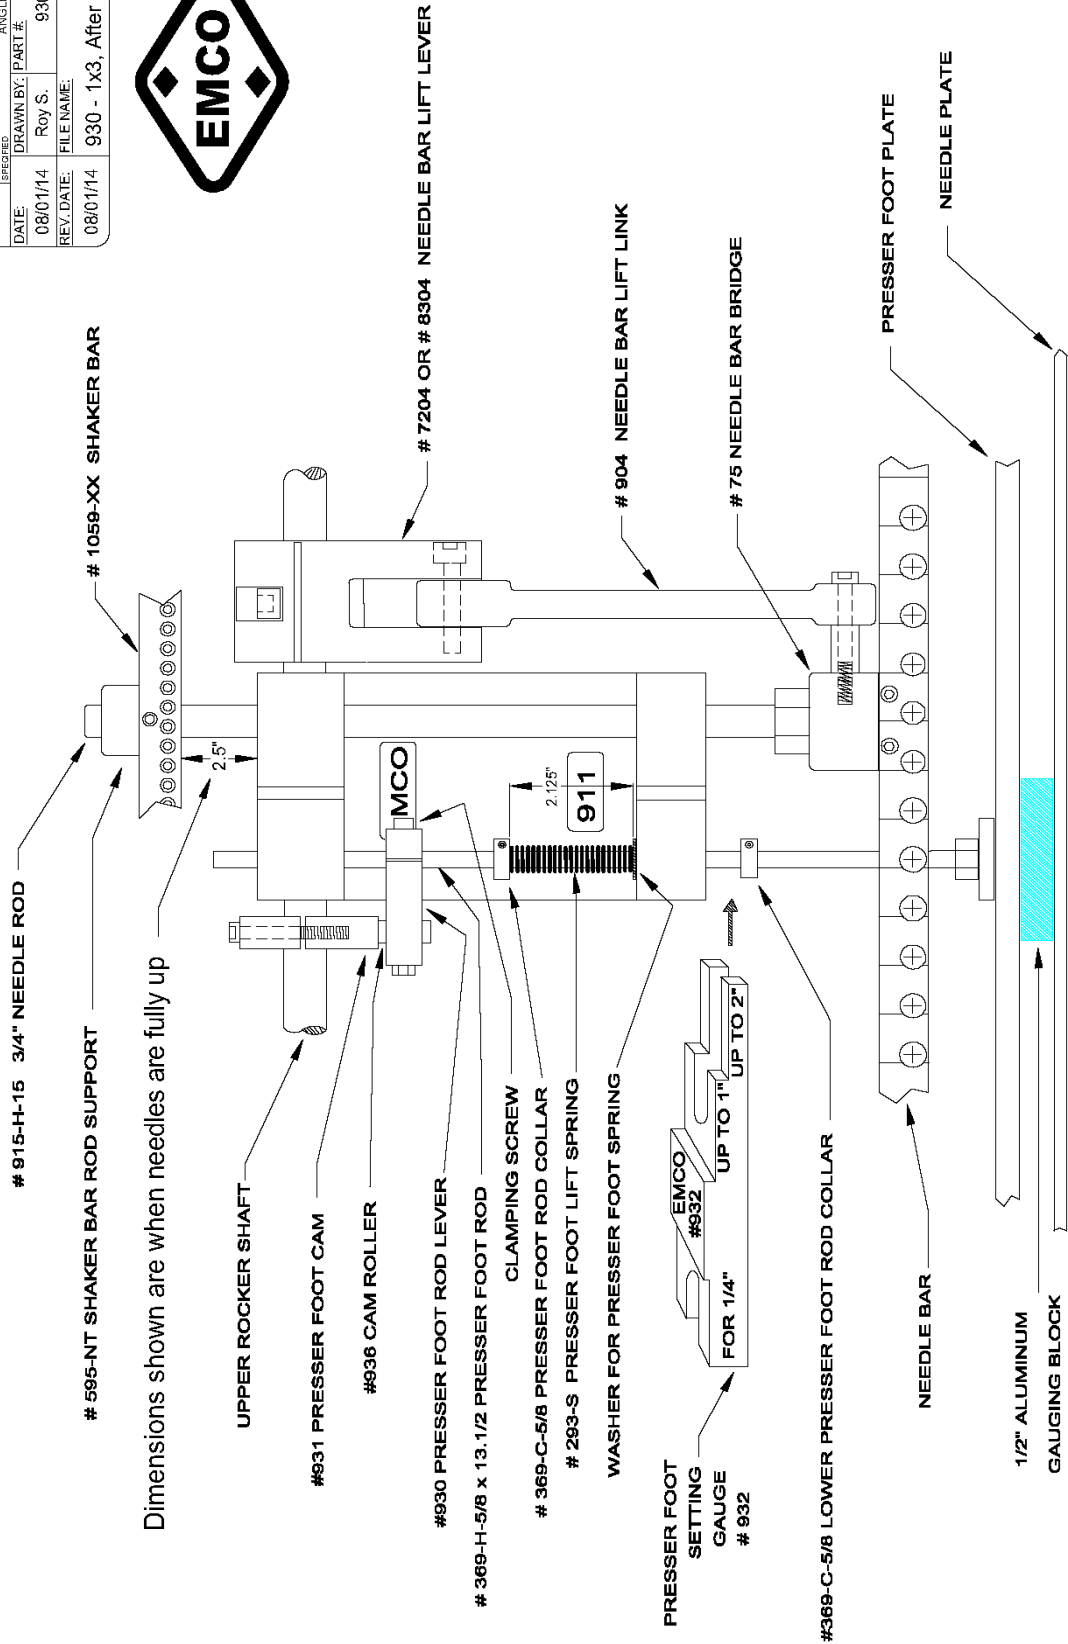 SPECIFIED
DATE:
08/01/14
REV. DATE:
08/01/14
DRAWN BY:
Roy S.
FILE NAME:
930 - 1x3, After
PART #:
EMCO
# 915-H-15 3/4" NEEDLE ROD
# 595-NT SHAKER BAR ROD SUPPORT
Dimensions shown are when needles are fully up
# 1059-XX SHAKER BAR
2.5"
UPPER ROCKER SHAFT
#931 PRESSER FOOT CAM
#936 CAM ROLLER
#930 PRESSER FOOT ROD LEVER
# 369-H-5/8 x 13.1/2 PRESSER FOOT ROD
CLAMPING SCREW
# 369-C-5/8 PRESSER FOOT ROD COLLAR
# 293-S PRESSER FOOT LIFT SPRING
WASHER FOR PRESSER FOOT SPRING
MCO
2.125"
911
# 7204 OR # 8304 NEEDLE BAR LIFT LEVER
# 904 NEEDLE BAR LIFT LINK
# 75 NEEDLE BAR BRIDGE
PRESSER FOOT
SETTING
GAUGE
# 932
EMCO
#932
FOR 1/4"
UP TO 1"
UP TO 2"
#369-C-5/8 LOWER PRESSER FOOT ROD COLLAR
NEEDLE BAR
PRESSER FOOT PLATE
NEEDLE PLATE
1/2" ALUMINUM
GAUGING BLOCK